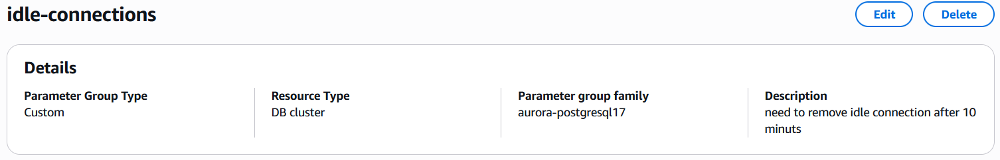 idle-connections
Edit
Delete
Details
Parameter Group Type
Custom
Resource Type
DB cluster
Parameter group family
aurora-postgresql17
Description
need to remove idle connection after 10
minuts